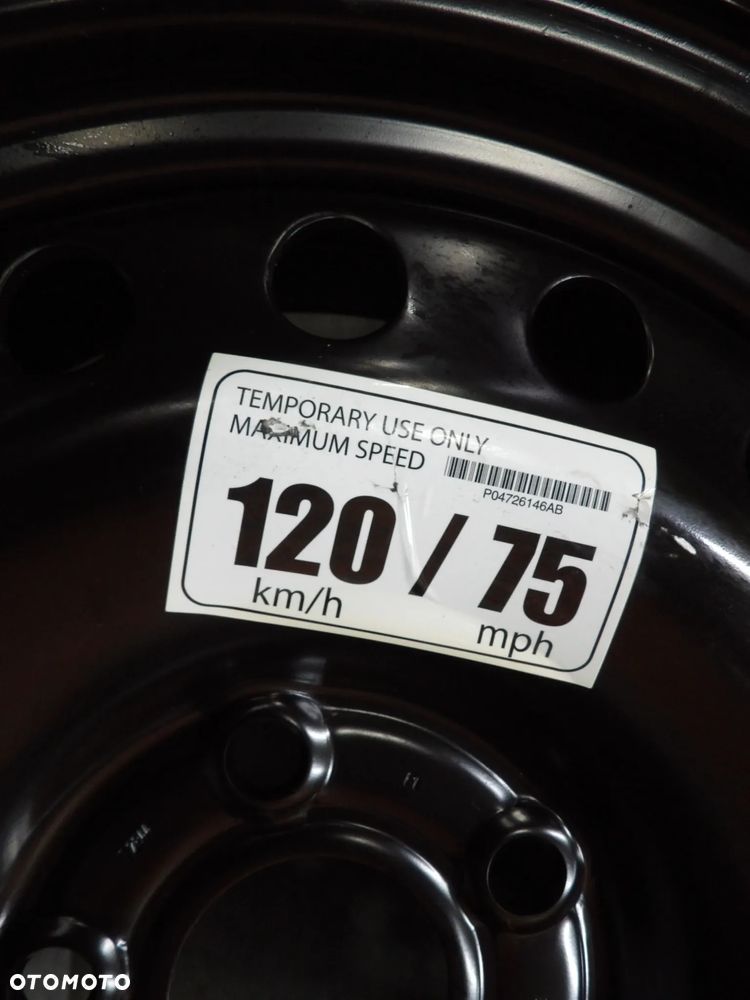 TEMPORARY USE ONLY
MAXIMUM SPEED
P04726146AB
120 / 75
km/h mph
OTOMOTO